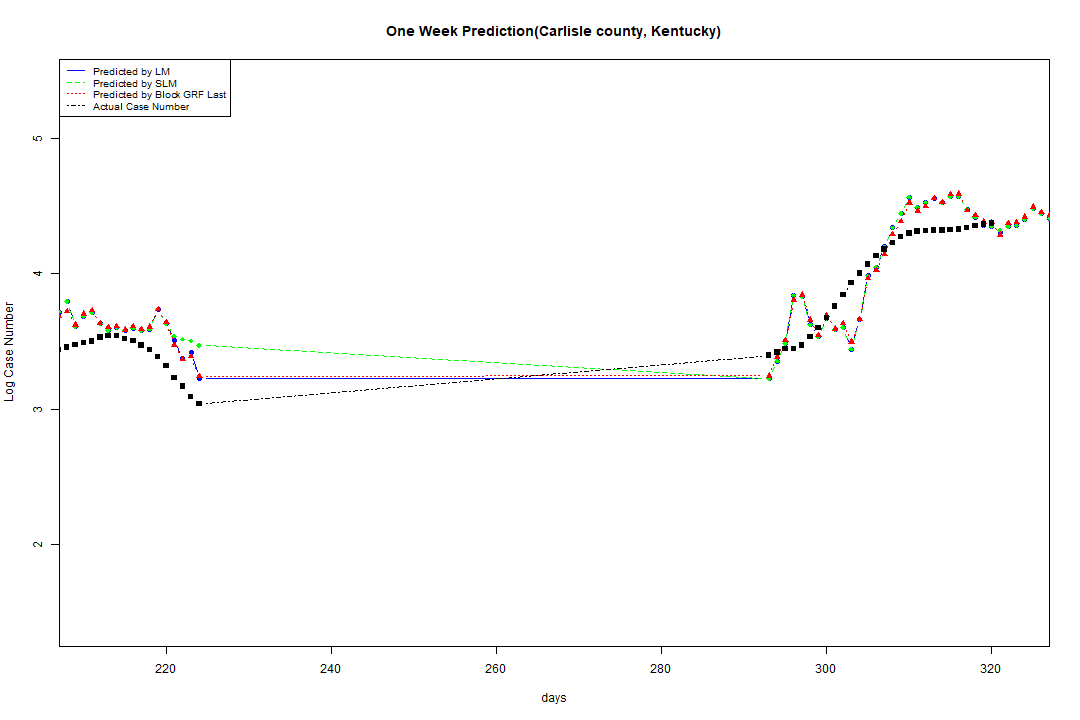 One Week Prediction(Carlisle county, Kentucky)
Predicted by LM
Predicted by SLM
Predicted by Block GRF Last
Actual Case Number
5
4
3
2
Log Case Number
220 240 260 280 300 320
days